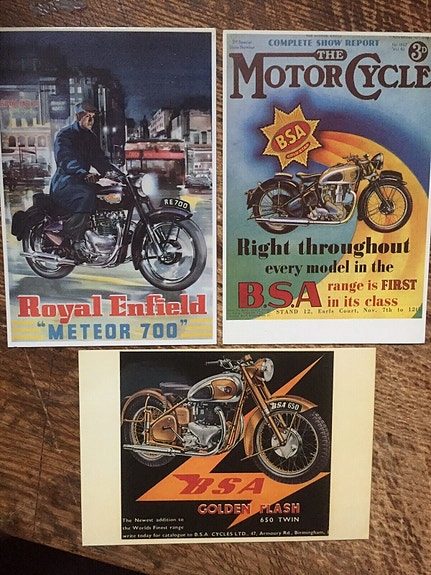 RE 700
Royal Enfield
"METEOR 700"
COMPLETE SHOW REPORT
THE
MOTOR CYCLE
3D
BSA
Right throughout
every model in the
B.S.A range is FIRST
in its class
STAND 12, Earls Court, Nov. 7th to 12th
BSA 650
BSA
GOLDEN FLASH
650 TWIN
The Newest addition to
the Worlds Finest range
write today for catalogue to B.S.A CYCLES LTD., 47, Armoury Rd., Birmingham,